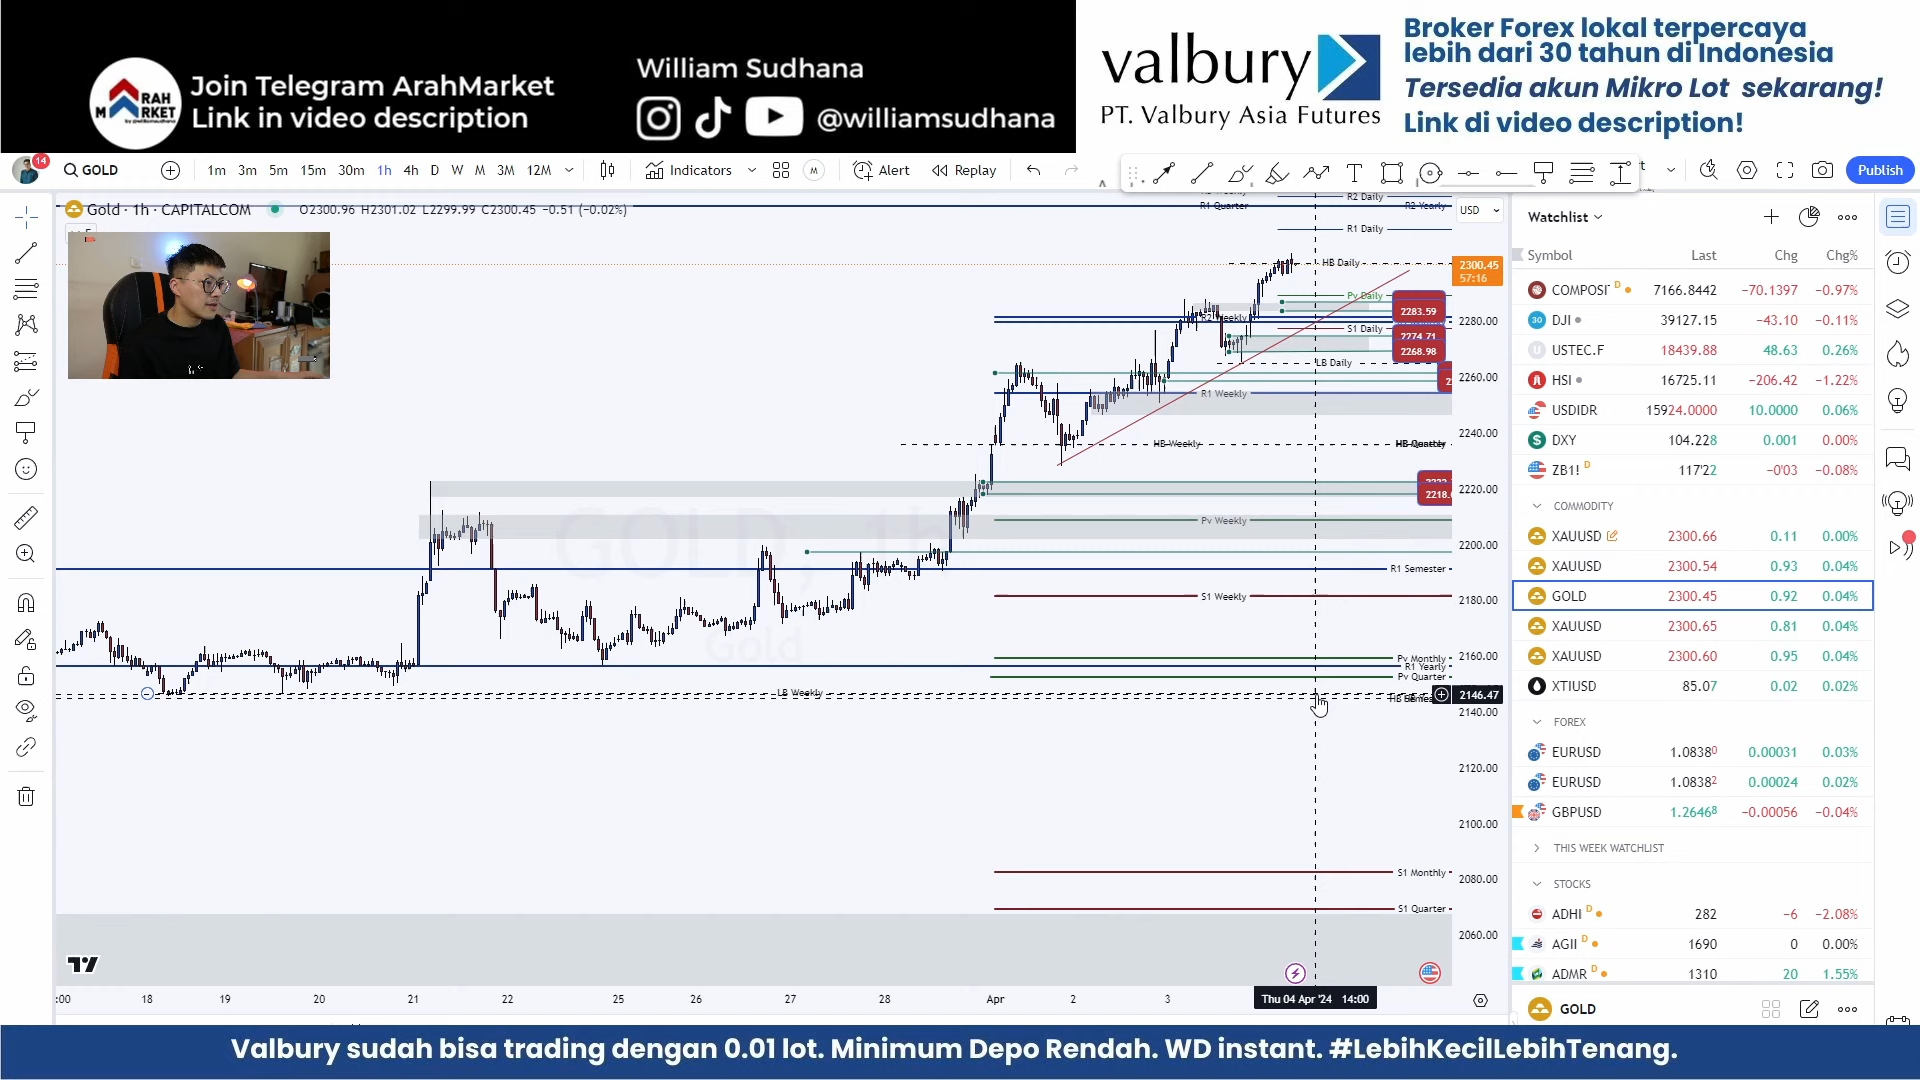 RAH
MARKET
by @williamsudhana
Join Telegram ArahMarket
Link in video description
William Sudhana
@williamsudhana
valbury
PT. Valbury Asia Futures
Broker Forex lokal terpercaya
lebih dari 30 tahun di Indonesia
Tersedia akun Mikro Lot sekarang!
Link di video description!
14
GOLD
1m 3m 5m 15m 30m 1h 4h D W M 3M 12M
Indicators
M
Alert
Replay
Publish
Gold · 1h · CAPITALCOM
O2300.96 H2301.02 L2299.99 C2300.45 −0.51 (−0.02%)
USD
R1 Quarter
R2 Daily
R2 Yearly
R1 Daily
HB Daily
2300.45
57:16
Pv Daily
2283.59
R2 Weekly
2280.00
S1 Daily
2274.71
2268.98
LB Daily
2260.00
R1 Weekly
2240.00
HB Weekly
2220.00
Pv Weekly
2200.00
R1 Semester
2180.00
S1 Weekly
2160.00
Pv Monthly
R1 Yearly
Pv Quarter
LB Weekly
2146.47
2140.00
2120.00
2100.00
2080.00
S1 Monthly
S1 Quarter
2060.00
GOLD, 1h
Gold
:00 18 19 20 21 22 25 26 27 28 Apr 2 3
Thu 04 Apr '24 14:00
Watchlist
Symbol Last Chg Chg%
COMPOSI D 7166.8442 −70.1397 −0.97%
30 DJI 39127.15 −43.10 −0.11%
USTEC.F 18439.88 48.63 0.26%
HSI 16725.11 −206.42 −1.22%
USDIDR 15924.0000 10.0000 0.06%
DXY 104.228 0.001 0.00%
ZB1! D 117'22 −0'03 −0.08%
COMMODITY
XAUUSD 2300.66 0.11 0.00%
XAUUSD 2300.54 0.93 0.04%
GOLD 2300.45 0.92 0.04%
XAUUSD 2300.65 0.81 0.04%
XAUUSD 2300.60 0.95 0.04%
XTIUSD 85.07 0.02 0.02%
FOREX
EURUSD 1.08380 0.00031 0.03%
EURUSD 1.08382 0.00024 0.02%
GBPUSD 1.26468 −0.00056 −0.04%
THIS WEEK WATCHLIST
STOCKS
ADHI D 282 −6 −2.08%
AGII D 1690 0 0.00%
ADMR D 1310 20 1.55%
GOLD
Valbury sudah bisa trading dengan 0.01 lot. Minimum Depo Rendah. WD instant. #LebihKecilLebihTenang.